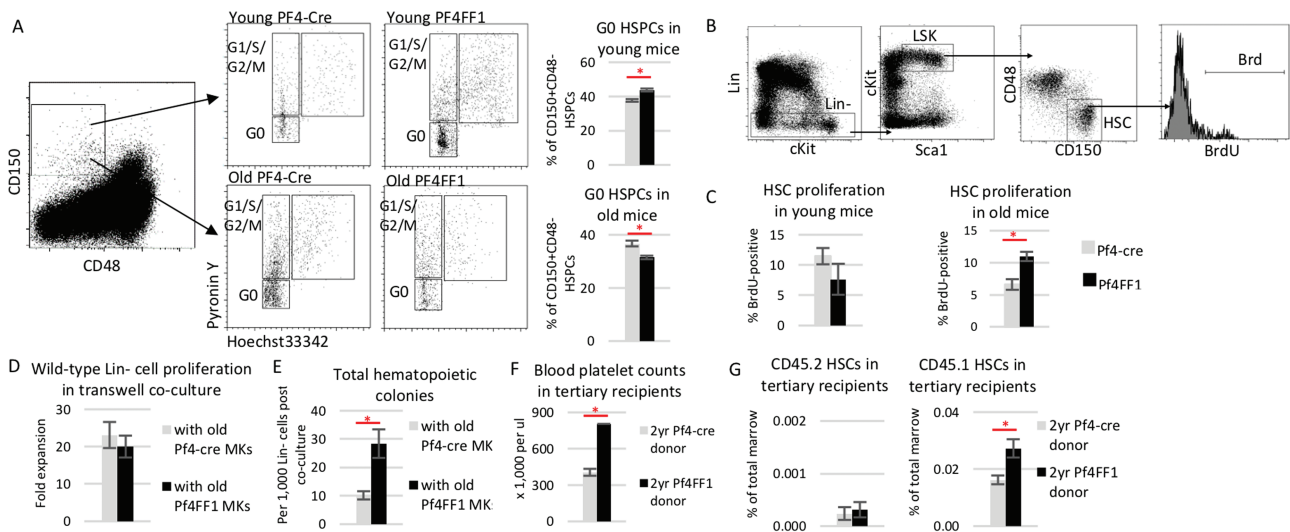 A
Young PF4-Cre
Young PF4FF1
G1/S/
G2/M
G1/S/
G2/M
G0
G0
CD150
CD48
Old PF4-Cre
Old PF4FF1
G1/S/
G2/M
G1/S/
G2/M
G0
G0
Pyronin Y
Hoechst33342
G0 HSPCs in
young mice
% of CD150+CD48-
HSPCs
60
40
20
0
*
G0 HSPCs in
old mice
% of CD150+CD48-
HSPCs
40
20
0
*
B
Lin
Lin-
cKit
cKit
LSK
Sca1
CD48
HSC
CD150
Brd
BrdU
C
HSC proliferation
in young mice
% BrdU-positive
15
10
5
0
HSC proliferation
in old mice
% BrdU-positive
15
10
5
0
*
Pf4-cre
Pf4FF1
D
Wild-type Lin- cell proliferation
in transwell co-culture
Fold expansion
30
20
10
0
with old
Pf4-cre MKs
with old
Pf4FF1 MKs
E
Total hematopoietic
colonies
Per 1,000 Lin- cells post
co-culture
40
30
20
10
0
*
with old
Pf4-cre MK
with old
Pf4FF1 MK
F
Blood platelet counts
in tertiary recipients
x 1,000 per ul
900
600
300
0
*
2yr Pf4-cre
donor
2yr Pf4FF1
donor
G
CD45.2 HSCs in
tertiary recipients
% of total marrow
0.002
0.001
0.000
CD45.1 HSCs in
tertiary recipients
% of total marrow
0.04
0.02
0.00
*
2yr Pf4-cre
donor
2yr Pf4FF1
donor